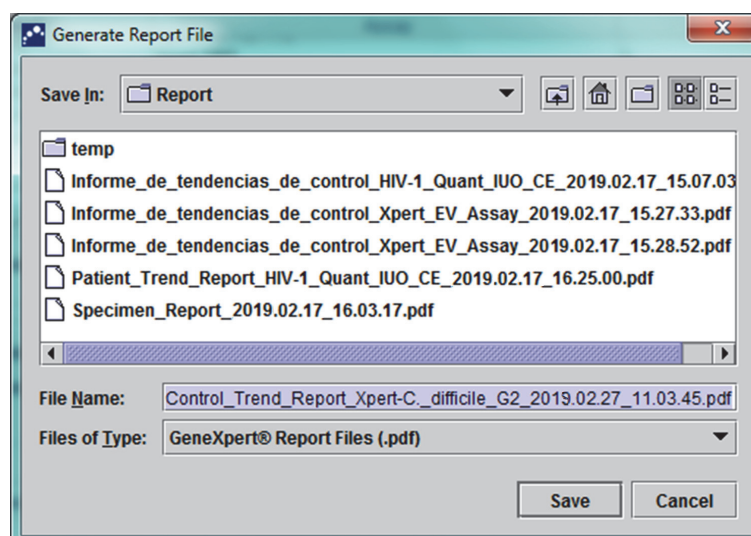 Generate Report File
Save In: Report
temp
Informe_de_tendencias_de_control_HIV-1_Quant_IUO_CE_2019.02.17_15.07.03
Informe_de_tendencias_de_control_Xpert_EV_Assay_2019.02.17_15.27.33.pdf
Informe_de_tendencias_de_control_Xpert_EV_Assay_2019.02.17_15.28.52.pdf
Patient_Trend_Report_HIV-1_Quant_IUO_CE_2019.02.17_16.25.00.pdf
Specimen_Report_2019.02.17_16.03.17.pdf
File Name: Control_Trend_Report_Xpert-C._difficile_G2_2019.02.27_11.03.45.pdf
Files of Type: GeneXpert® Report Files (.pdf)
Save Cancel